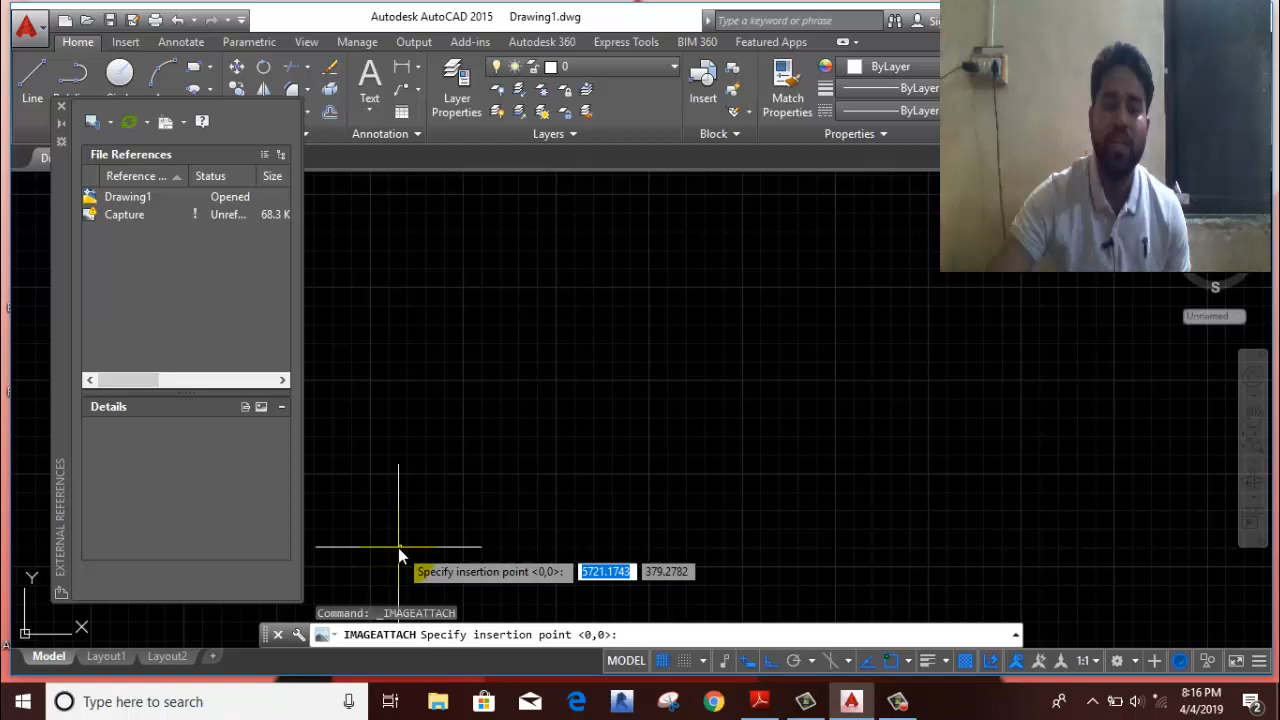 Autodesk AutoCAD 2015 Drawing1.dwg
Type a keyword or phrase
Home Insert Annotate Parametric View Manage Output Add-ins Autodesk 360 Express Tools BIM 360 Featured Apps
0
ByLayer
ByLayer
ByLayer
Line
Text
Layer
Properties
Insert
Match
Properties
Annotation
Layers
Block
Properties
File References
Reference ... Status Size
Drawing1 Opened
Capture ! Unref... 68.3 K
Details
EXTERNAL REFERENCES
S
Unnamed
Specify insertion point <0,0>: 5721.1743 379.2782
Y
X
Command: _IMAGEATTACH
IMAGEATTACH Specify insertion point <0,0>:
Model Layout1 Layout2 +
MODEL 1:1
Type here to search
8:16 PM
4/4/2019
2